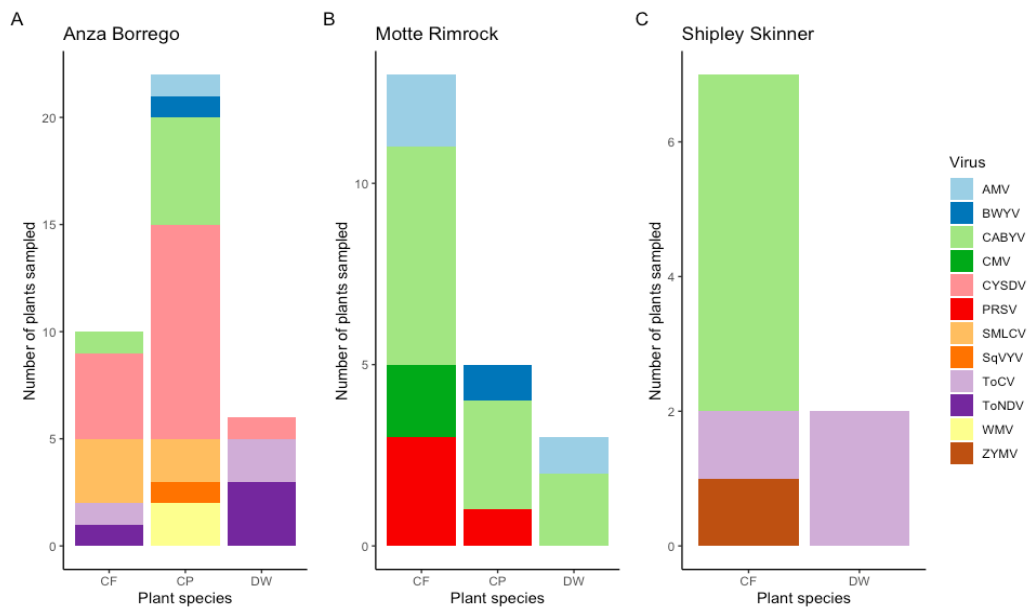 A
Anza Borrego
Number of plants sampled
20
15
10
5
0
CF
CP
DW
Plant species
B
Motte Rimrock
Number of plants sampled
10
5
0
CF
CP
DW
Plant species
C
Shipley Skinner
Number of plants sampled
6
4
2
0
CF
DW
Plant species
Virus
AMV
BWYV
CABYV
CMV
CYSDV
PRSV
SMLCV
SqVYV
ToCV
ToNDV
WMV
ZYMV